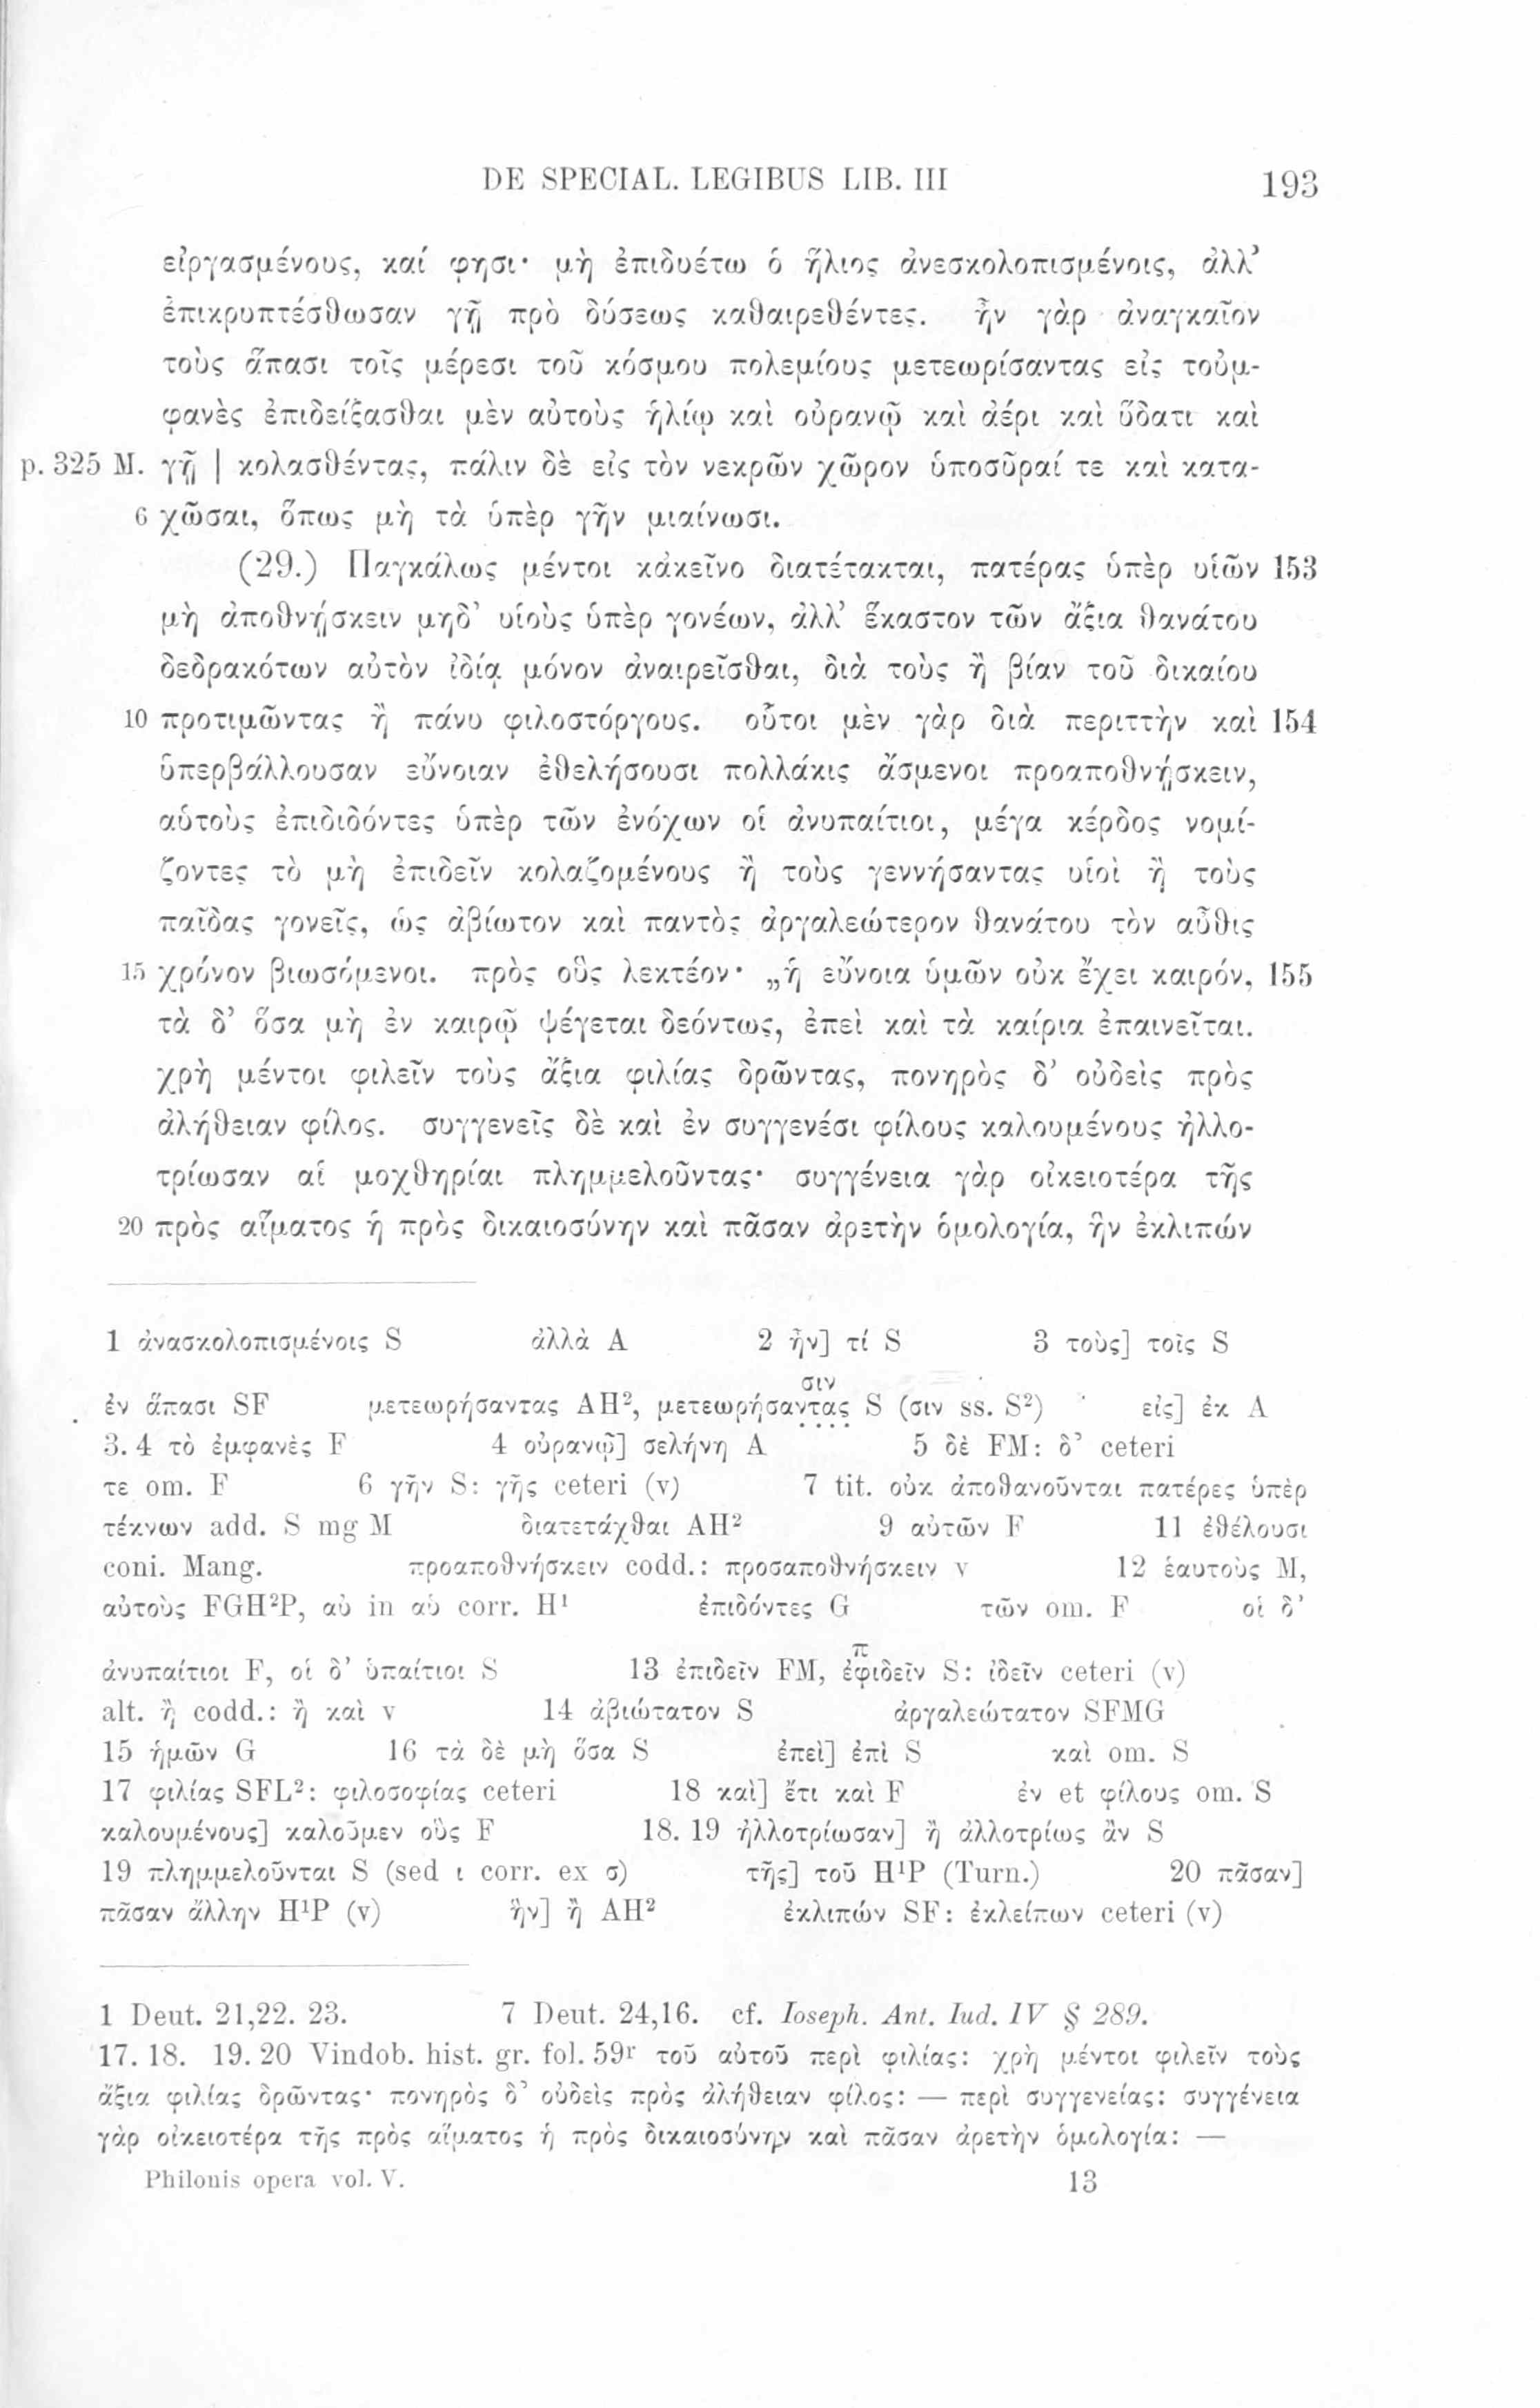 DE SPECIAL. LEGIBUS LIB. III 193
εἰργασμένους, καί φησι· μὴ ἐπιδυέτω ὁ ἥλιος ἀνεσκολοπισμένοις, ἀλλ’
ἐπικρυπτέσθωσαν γῇ πρὸ δύσεως καθαιρεθέντες. ἦν γὰρ ἀναγκαῖον
τοὺς ἅπασι τοῖς μέρεσι τοῦ κόσμου πολεμίους μετεωρίσαντας εἰς τοὐμ-
φανὲς ἐπιδείξασθαι μὲν αὐτοὺς ἡλίῳ καὶ οὐρανῷ καὶ ἀέρι καὶ ὕδατι καὶ
p. 325 M. γῇ | κολασθέντας, πάλιν δὲ εἰς τὸν νεκρῶν χῶρον ὑποσῦραί τε καὶ κατα-
6 χῶσαι, ὅπως μὴ τὰ ὑπὲρ γῆν μιαίνωσι.
(29.) Παγκάλως μέντοι κἀκεῖνο διατέτακται, πατέρας ὑπὲρ υἱῶν 153
μὴ ἀποθνῄσκειν μηδ’ υἱοὺς ὑπὲρ γονέων, ἀλλ’ ἕκαστον τῶν ἄξια θανάτου
δεδρακότων αὐτὸν ἰδίᾳ μόνον ἀναιρεῖσθαι, διὰ τοὺς ἢ βίαν τοῦ δικαίου
10 προτιμῶντας ἢ πάνυ φιλοστόργους. οὗτοι μὲν γὰρ διὰ περιττὴν καὶ 154
ὑπερβάλλουσαν εὔνοιαν ἐθελήσουσι πολλάκις ἄσμενοι προαποθνῄσκειν,
αὑτοὺς ἐπιδιδόντες ὑπὲρ τῶν ἐνόχων οἱ ἀνυπαίτιοι, μέγα κέρδος νομί-
ζοντες τὸ μὴ ἐπιδεῖν κολαζομένους ἢ τοὺς γεννήσαντας υἱοὶ ἢ τοὺς
παῖδας γονεῖς, ὡς ἀβίωτον καὶ παντὸς ἀργαλεώτερον θανάτου τὸν αὖθις
15 χρόνον βιωσόμενοι. πρὸς οὓς λεκτέον· „ἡ εὔνοια ὑμῶν οὐκ ἔχει καιρόν, 155
τὰ δ’ ὅσα μὴ ἐν καιρῷ ψέγεται δεόντως, ἐπεὶ καὶ τὰ καίρια ἐπαινεῖται.
χρὴ μέντοι φιλεῖν τοὺς ἄξια φιλίας δρῶντας, πονηρὸς δ’ οὐδεὶς πρὸς
ἀλήθειαν φίλος. συγγενεῖς δὲ καὶ ἐν συγγενέσι φίλους καλουμένους ἠλλο-
τρίωσαν αἱ μοχθηρίαι πλημμελοῦντας· συγγένεια γὰρ οἰκειοτέρα τῆς
20 πρὸς αἵματος ἡ πρὸς δικαιοσύνην καὶ πᾶσαν ἀρετὴν ὁμολογία, ἣν ἐκλιπών
1 ἀνασκολοπισμένοις S ἀλλὰ A 2 ἦν] τί S 3 τοὺς] τοῖς S
σιν
ἐν ἅπασι SF μετεωρήσαντας AH², μετεωρήσαντας S (σιν ss. S²) εἰς] ἐκ A
3. 4 τὸ ἐμφανὲς F 4 οὐρανῷ] σελήνη A 5 δὲ FM: δ’ ceteri
τε om. F 6 γῆν S: γῆς ceteri (v) 7 tit. οὐκ ἀποθανοῦνται πατέρες ὑπὲρ
τέκνων add. S mg M διατετάχθαι AH² 9 αὐτῶν F 11 ἐθέλουσι
coni. Mang. προαποθνῄσκειν codd.: προσαποθνῄσκειν v 12 ἑαυτοὺς M,
αὐτοὺς FGH²P, αὐ in αὑ corr. H¹ ἐπιδόντες G τῶν om. F οἱ δ’
π
ἀνυπαίτιοι F, οἱ δ’ ὑπαίτιοι S 13 ἐπιδεῖν FM, ἐφιδεῖν S: ἰδεῖν ceteri (v)
alt. ἢ codd.: ἢ καὶ v 14 ἀβιώτατον S ἀργαλεώτατον SFMG
15 ἡμῶν G 16 τὰ δὲ μὴ ὅσα S ἐπεὶ] ἐπὶ S καὶ om. S
17 φιλίας SFL²: φιλοσοφίας ceteri 18 καὶ] ἔτι καὶ F ἐν et φίλους om. S
καλουμένους] καλοῦμεν οὓς F 18. 19 ἠλλοτρίωσαν] ἢ ἀλλοτρίως ἂν S
19 πλημμελοῦνται S (sed ι corr. ex σ) τῆς] τοῦ H¹P (Turn.) 20 πᾶσαν]
πᾶσαν ἄλλην H¹P (v) ἣν] ἢ AH² ἐκλιπών SF: ἐκλείπων ceteri (v)
1 Deut. 21,22. 23. 7 Deut. 24,16. cf. Ioseph. Ant. Iud. IV § 289.
17. 18. 19. 20 Vindob. hist. gr. fol. 59r τοῦ αὐτοῦ περὶ φιλίας: χρὴ μέντοι φιλεῖν τοὺς
ἄξια φιλίας δρῶντας· πονηρὸς δ’ οὐδεὶς πρὸς ἀλήθειαν φίλος: — περὶ συγγενείας: συγγένεια
γὰρ οἰκειοτέρα τῆς πρὸς αἵματος ἡ πρὸς δικαιοσύνην καὶ πᾶσαν ἀρετὴν ὁμολογία: —
Philonis opera vol. V. 13